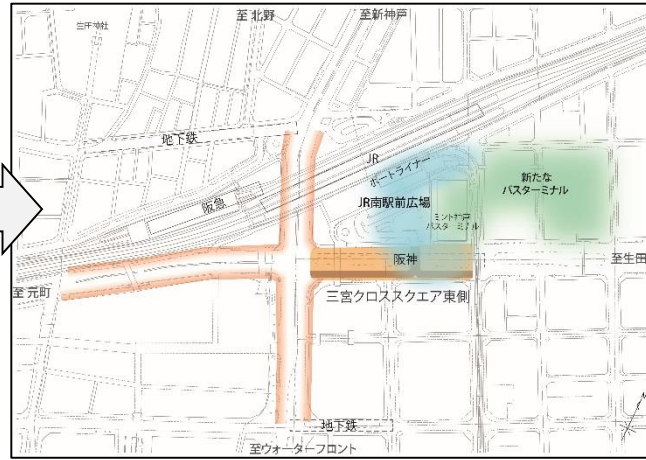 至 北野
至新神戸
生田神社
地下鉄
JR
ポートライナー
阪急
JR南駅前広場
新たな
バスターミナル
ミント神戸
バスターミナル
阪神
至生田
至 元町
三宮クロススクエア東側
地下鉄
至ウォーターフロント